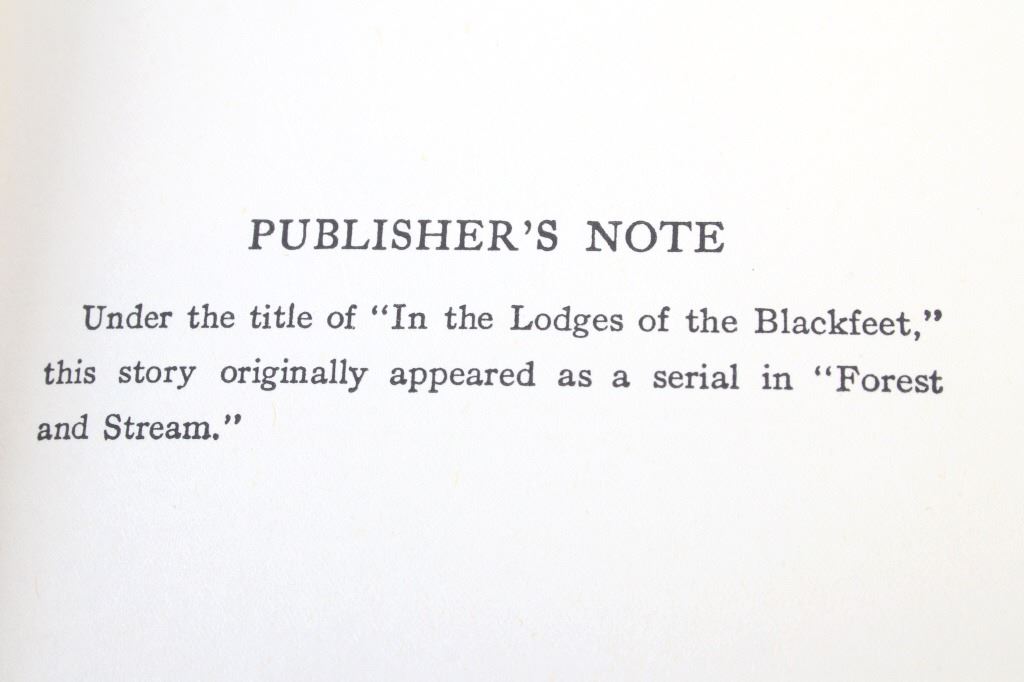 PUBLISHER'S NOTE
Under the title of “In the Lodges of the Blackfeet,”
this story originally appeared as a serial in “Forest
and Stream.”